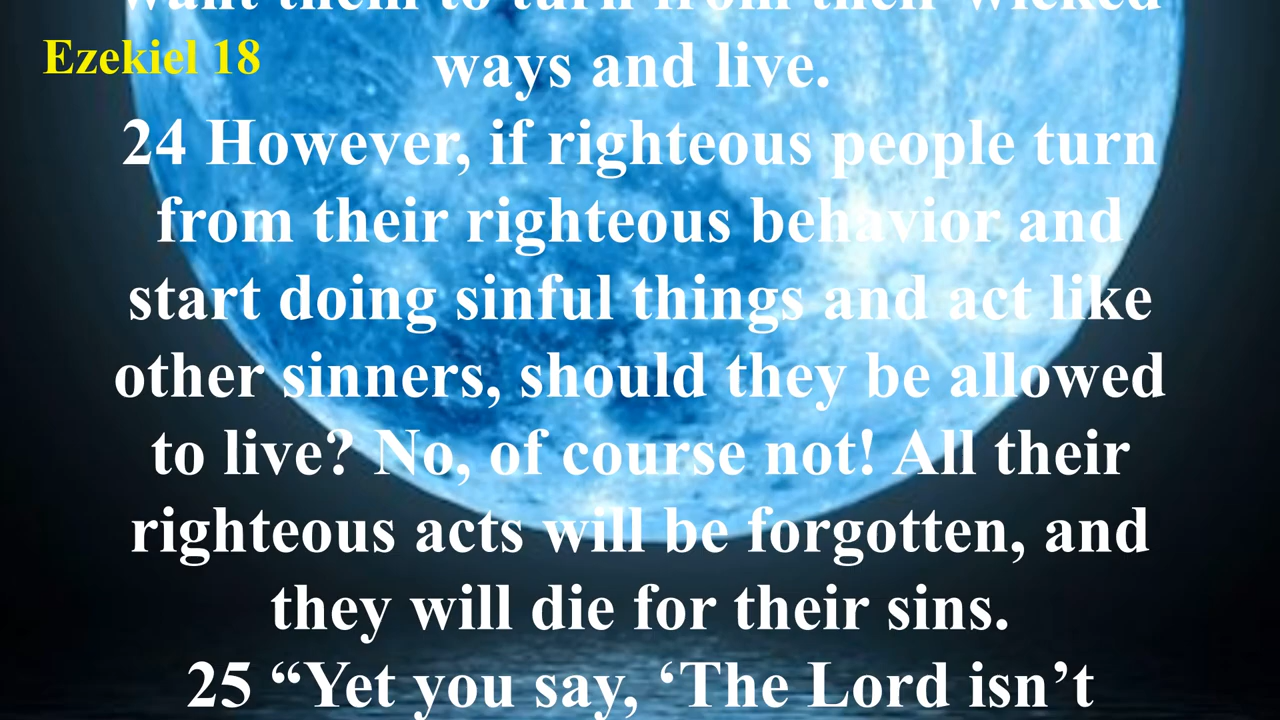 want them to turn from their wicked
Ezekiel 18
ways and live.
24 However, if righteous people turn
from their righteous behavior and
start doing sinful things and act like
other sinners, should they be allowed
to live? No, of course not! All their
righteous acts will be forgotten, and
they will die for their sins.
25 “Yet you say, ‘The Lord isn’t